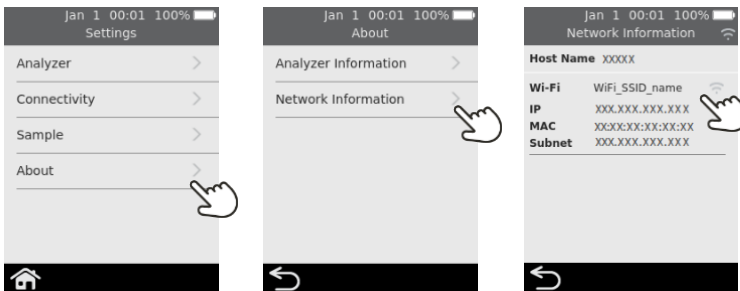 Jan 1 00:01 100%
Settings
Analyzer
Connectivity
Sample
About
Jan 1 00:01 100%
About
Analyzer Information
Network Information
Jan 1 00:01 100%
Network Information
Host Name XXXXX
Wi-Fi WiFi_SSID_name
IP XXX.XXX.XXX.XXX
MAC XX:XX:XX:XX:XX:XX
Subnet XXX.XXX.XXX.XXX